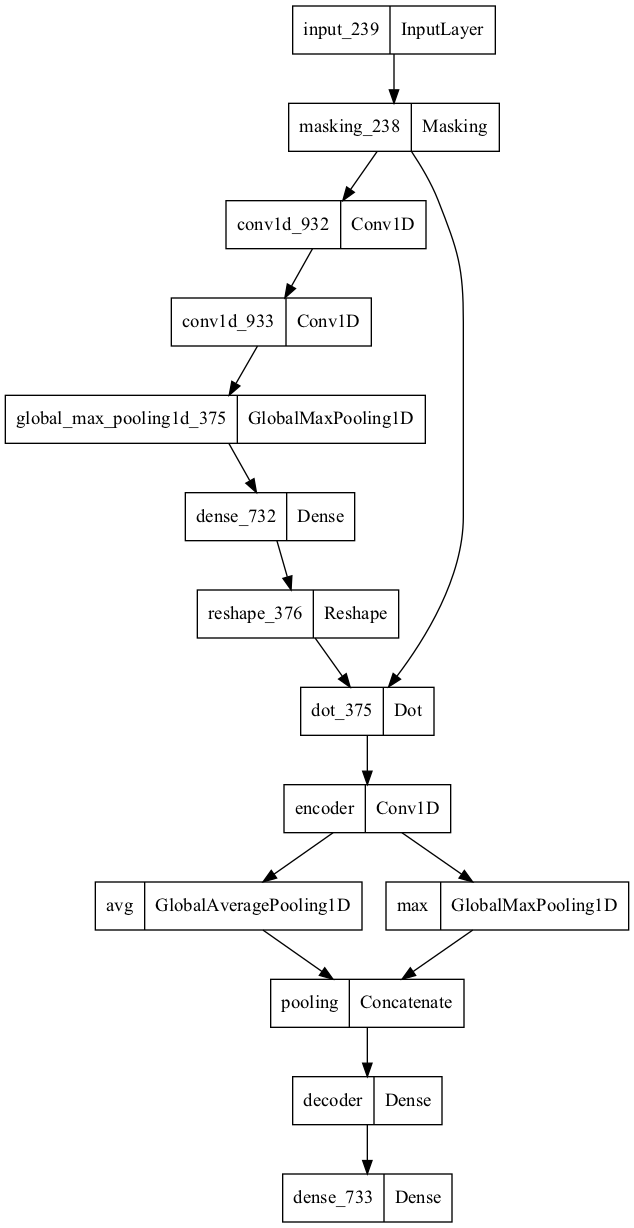 input_239 InputLayer
masking_238 Masking
conv1d_932 Conv1D
conv1d_933 Conv1D
global_max_pooling1d_375 GlobalMaxPooling1D
dense_732 Dense
reshape_376 Reshape
dot_375 Dot
encoder Conv1D
avg GlobalAveragePooling1D max GlobalMaxPooling1D
pooling Concatenate
decoder Dense
dense_733 Dense